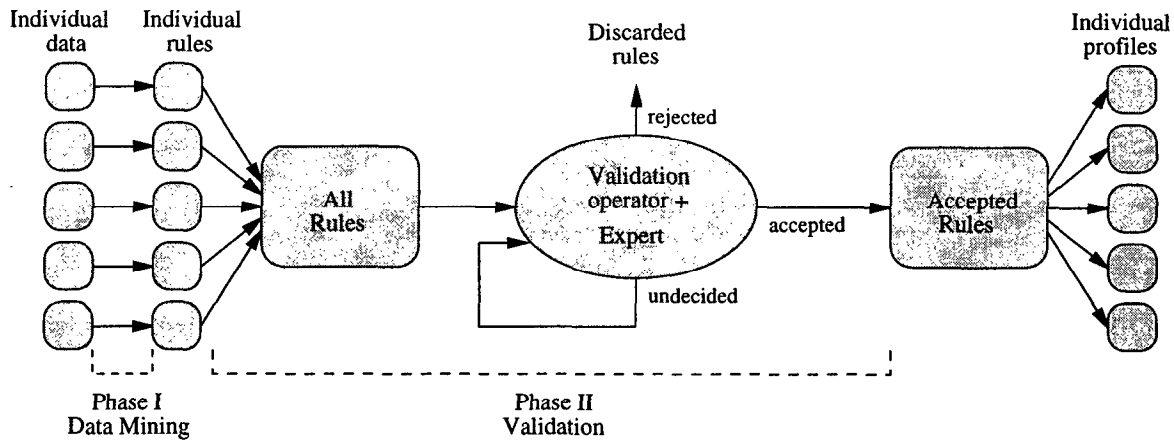 Individual
data
Individual
rules
Discarded
rules
Individual
profiles
rejected
All
Rules
Validation
operator +
Expert
accepted
Accepted
Rules
undecided
Phase I
Data Mining
Phase II
Validation